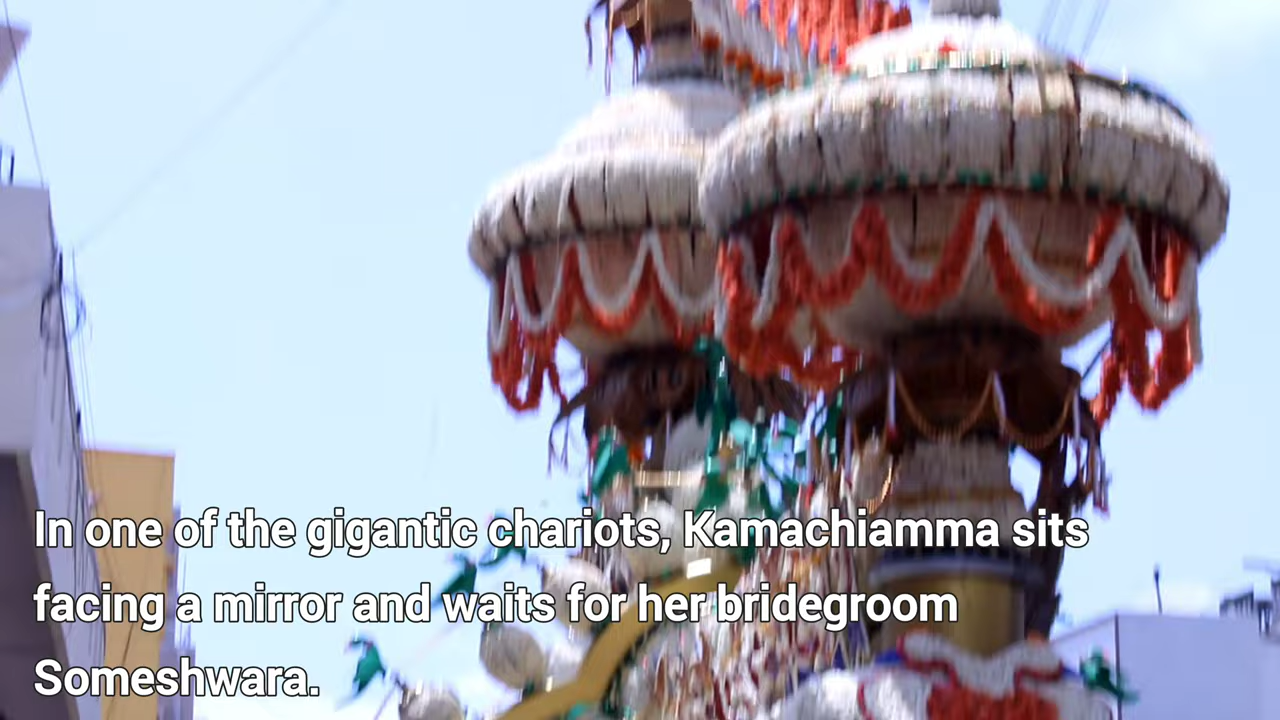 In one of the gigantic chariots, Kamachiamma sits
facing a mirror and waits for her bridegroom
Someshwara.